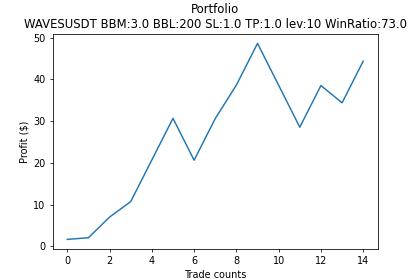 Portfolio
WAVESUSDT BBM:3.0 BBL:200 SL:1.0 TP:1.0 lev:10 WinRatio:73.0
50
40
30
20
10
0
Profit ($)
0 2 4 6 8 10 12 14
Trade counts